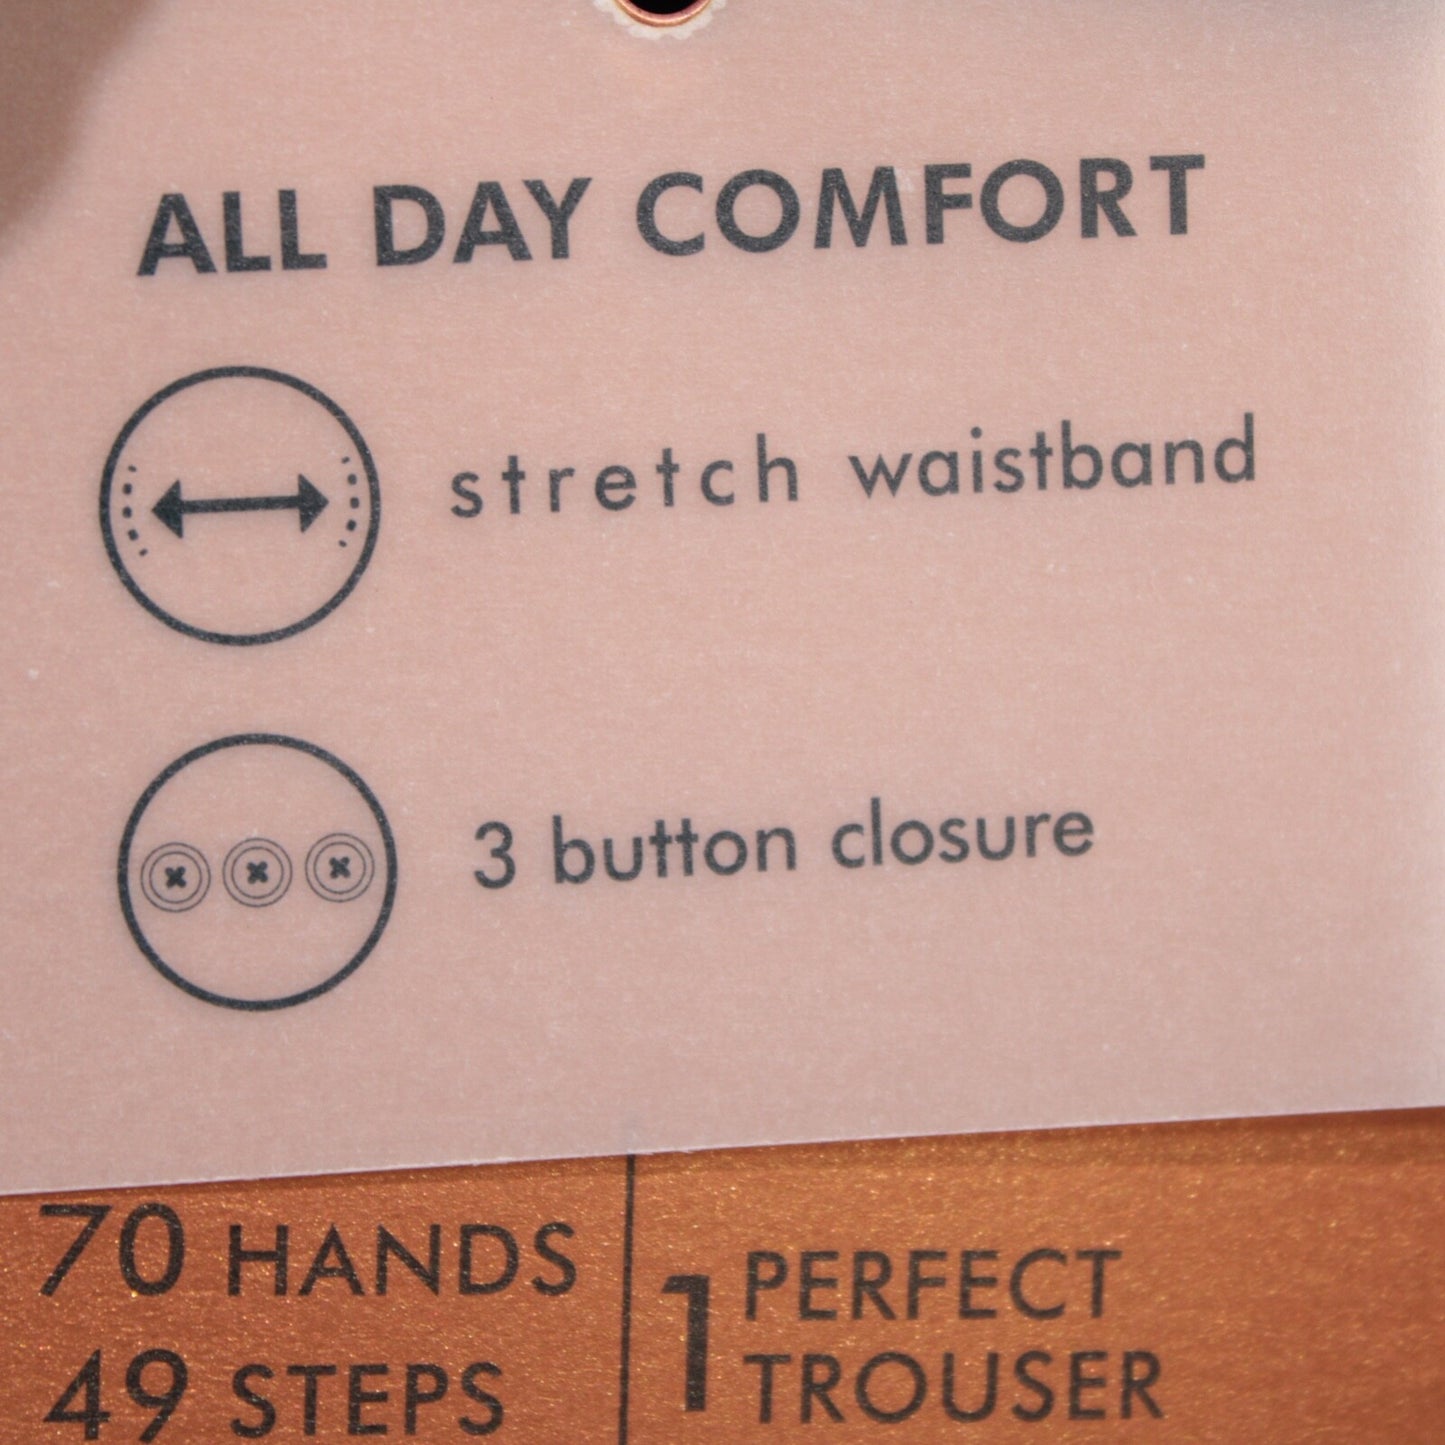 ALL DAY COMFORT
stretch waistband
3 button closure
70 HANDS
49 STEPS
1 PERFECT
TROUSER